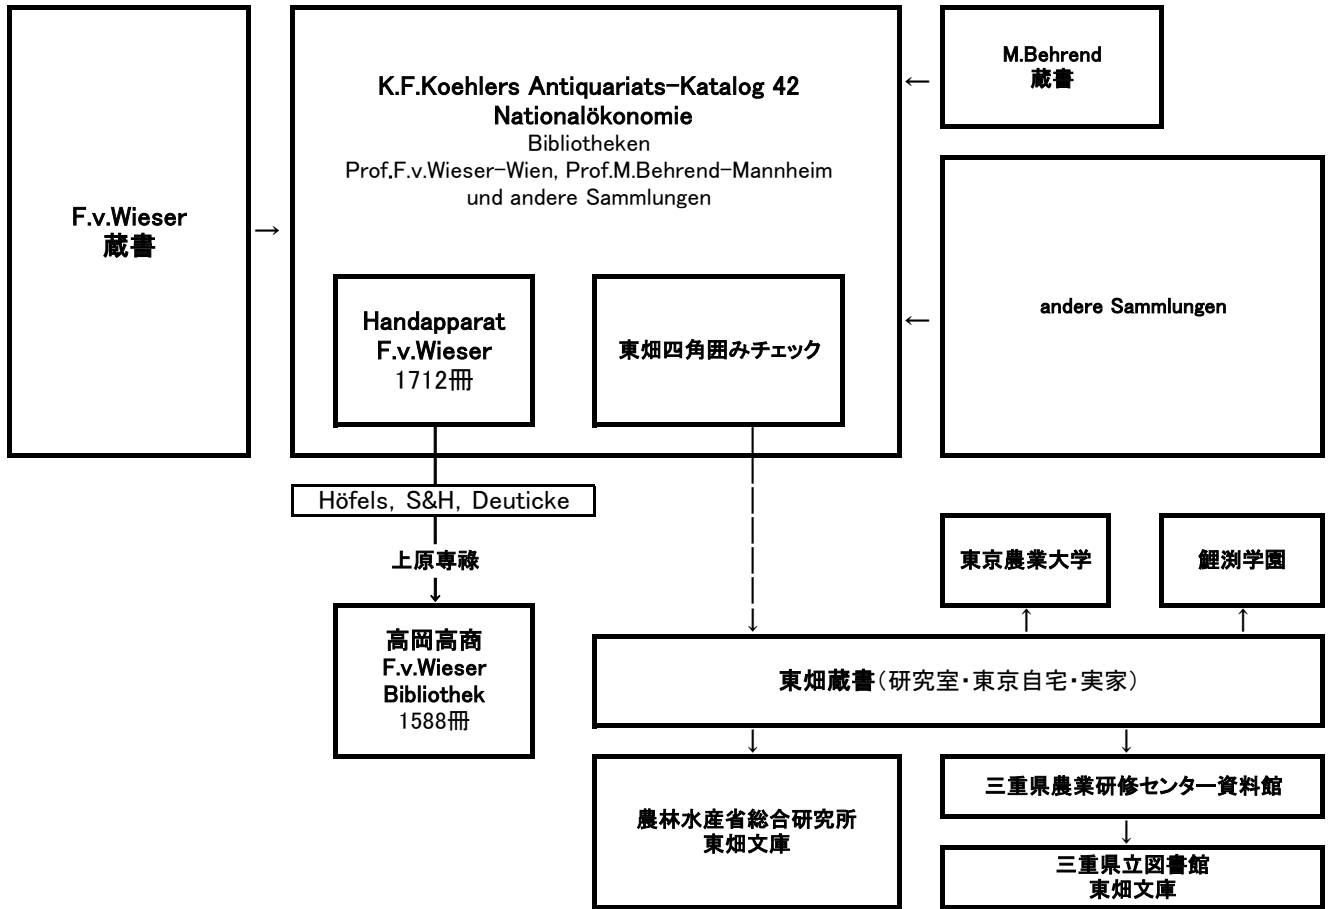 F.v.Wieser
蔵書
→
K.F.Koehlers Antiquariats-Katalog 42
Nationalökonomie
Bibliotheken
Prof.F.v.Wieser-Wien, Prof.M.Behrend-Mannheim
und andere Sammlungen
←
M.Behrend
蔵書
Handapparat
F.v.Wieser
1712冊
東畑四角囲みチェック
←
andere Sammlungen
Höfels, S&H, Deuticke
上原専祿
↓
高岡高商
F.v.Wieser
Bibliothek
1588冊
東京農業大学
鯉渕学園
↓
↑
↑
東畑蔵書(研究室・東京自宅・実家)
↓
↓
農林水産省総合研究所
東畑文庫
三重県農業研修センター資料館
↓
三重県立図書館
東畑文庫